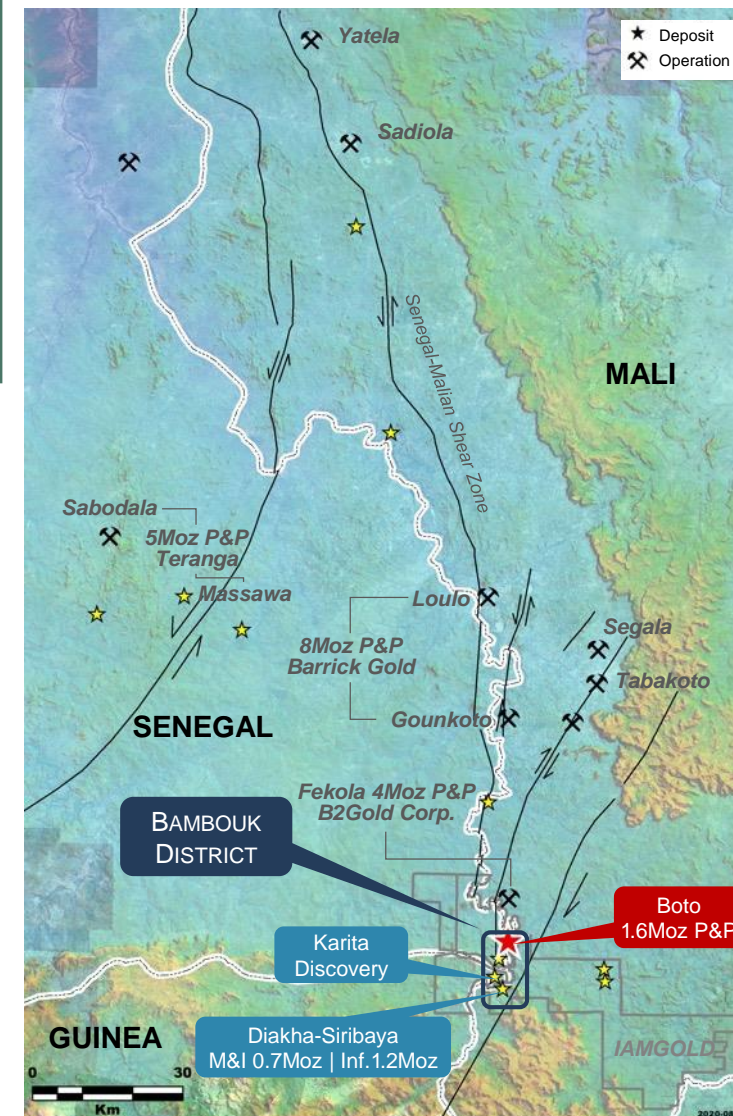 Yatela
Deposit
Operation
Sadiola
Senegal-Malian Shear Zone
MALI
Sabodala
5Moz P&P
Teranga
Massawa
Loulo
8Moz P&P
Barrick Gold
Segala
Tabakoto
Gounkoto
SENEGAL
Fekola 4Moz P&P
B2Gold Corp.
BAMBOUK
DISTRICT
Boto
1.6Moz P&P
Karita
Discovery
Diakha-Siribaya
M&I 0.7Moz | Inf.1.2Moz
GUINEA
IAMGOLD
0 30
Km